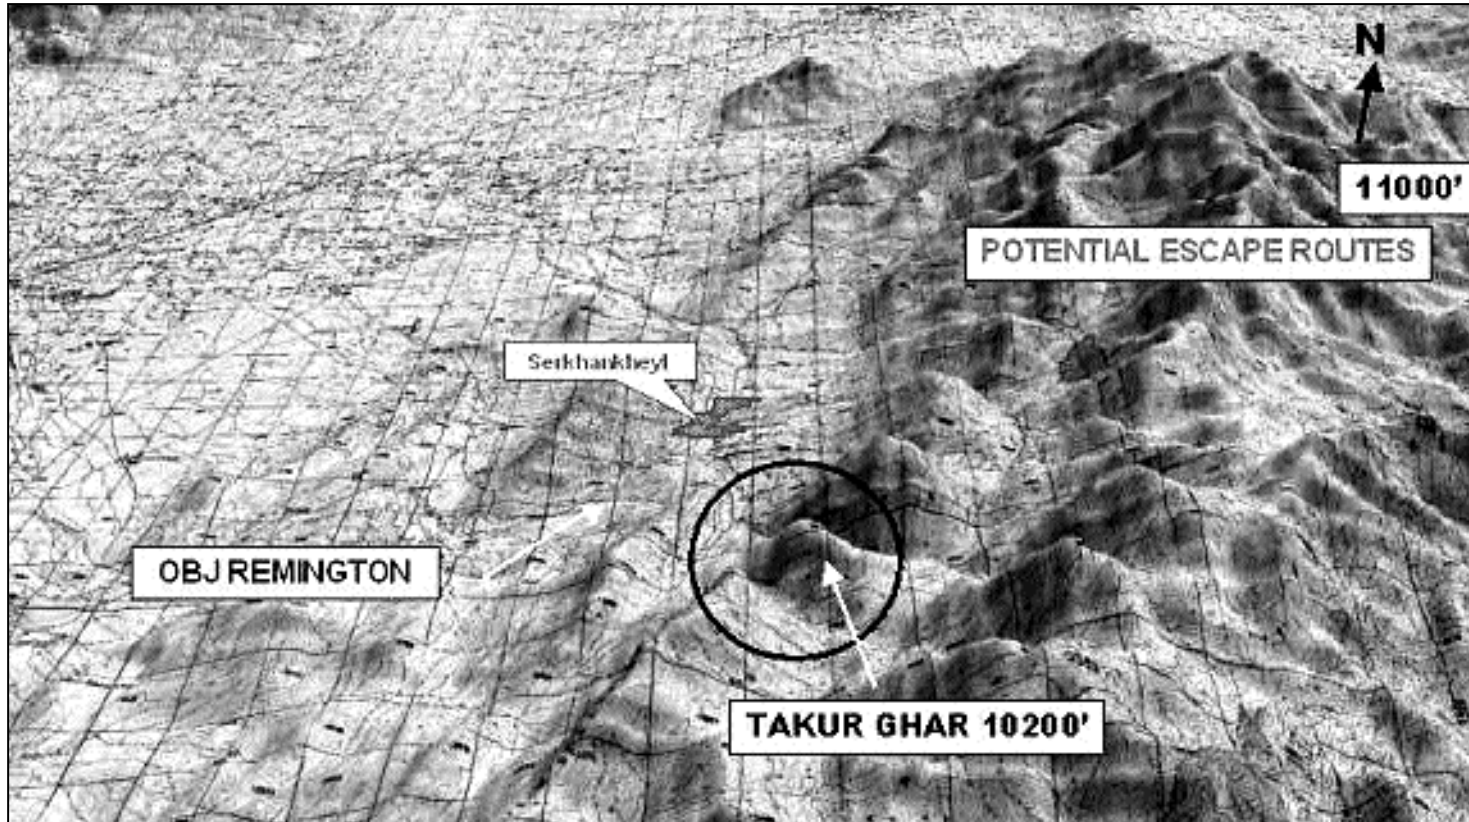 N
11000'
POTENTIAL ESCAPE ROUTES
Serkhankheyl
OBJ REMINGTON
TAKUR GHAR 10200'